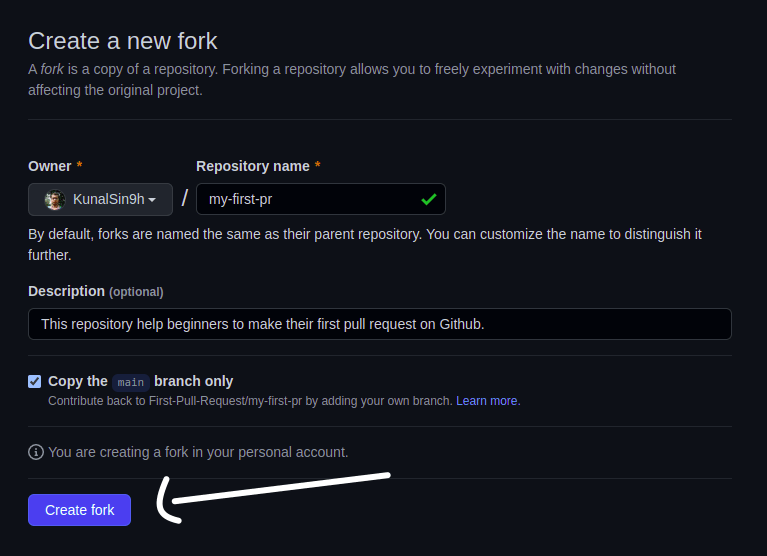 Create a new fork
A fork is a copy of a repository. Forking a repository allows you to freely experiment with changes without
affecting the original project.
Owner * Repository name *
KunalSin9h / my-first-pr
By default, forks are named the same as their parent repository. You can customize the name to distinguish it
further.
Description (optional)
This repository help beginners to make their first pull request on Github.
Copy the main branch only
Contribute back to First-Pull-Request/my-first-pr by adding your own branch. Learn more.
You are creating a fork in your personal account.
Create fork